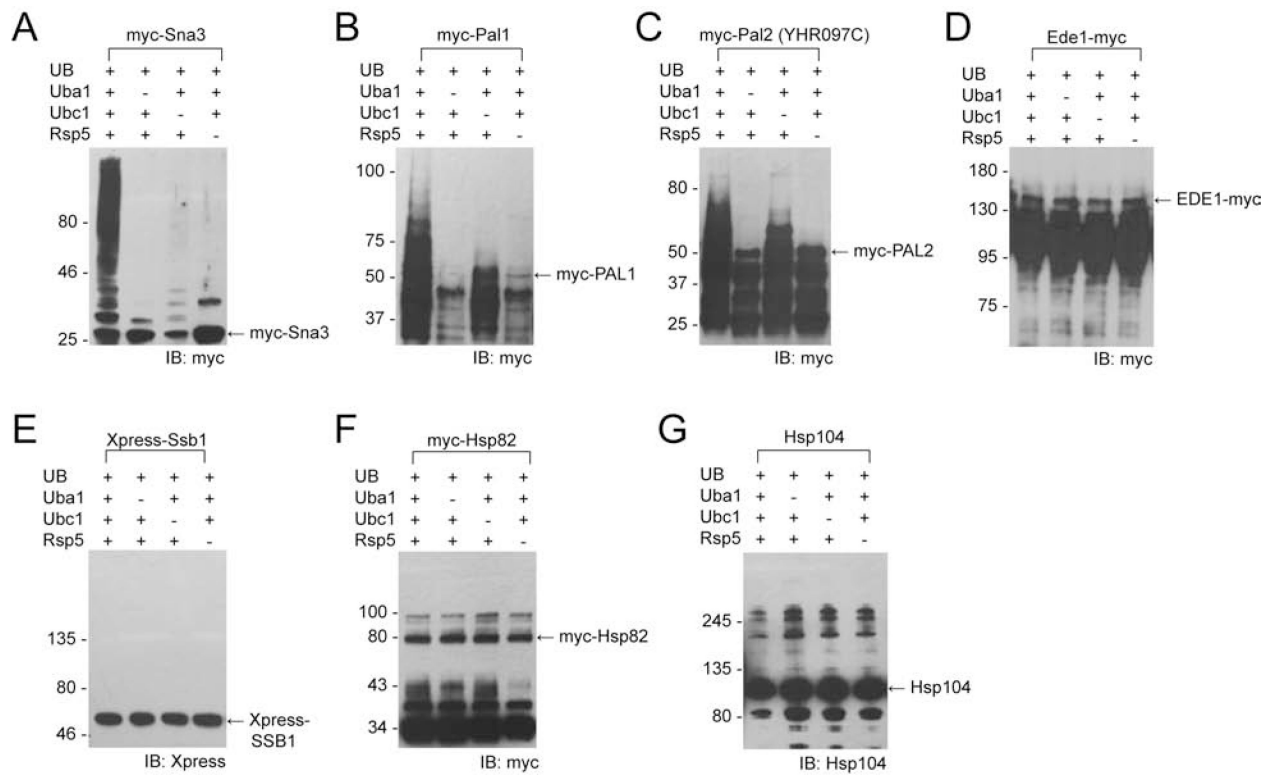 A
myc-Sna3
UB + + + +
Uba1 + - + +
Ubc1 + + - +
Rsp5 + + + -
80 -
46 -
25 -
← myc-Sna3
IB: myc
B
myc-Pal1
UB + + + +
Uba1 + - + +
Ubc1 + + - +
Rsp5 + + + -
100 -
75 -
50 -
37 -
← myc-PAL1
IB: myc
C
myc-Pal2 (YHR097C)
UB + + + +
Uba1 + - + +
Ubc1 + + - +
Rsp5 + + + -
80 -
50 -
37 -
25 -
← myc-PAL2
IB: myc
D
Ede1-myc
UB + + + +
Uba1 + - + +
Ubc1 + + - +
Rsp5 + + + -
180 -
130 -
95 -
75 -
← EDE1-myc
IB: myc
E
Xpress-Ssb1
UB + + + +
Uba1 + - + +
Ubc1 + + - +
Rsp5 + + + -
135 -
80 -
46 -
← Xpress-
SSB1
IB: Xpress
F
myc-Hsp82
UB + + + +
Uba1 + - + +
Ubc1 + + - +
Rsp5 + + + -
100 -
80 -
43 -
34 -
← myc-Hsp82
IB: myc
G
Hsp104
UB + + + +
Uba1 + - + +
Ubc1 + + - +
Rsp5 + + + -
245 -
135 -
80 -
← Hsp104
IB: Hsp104